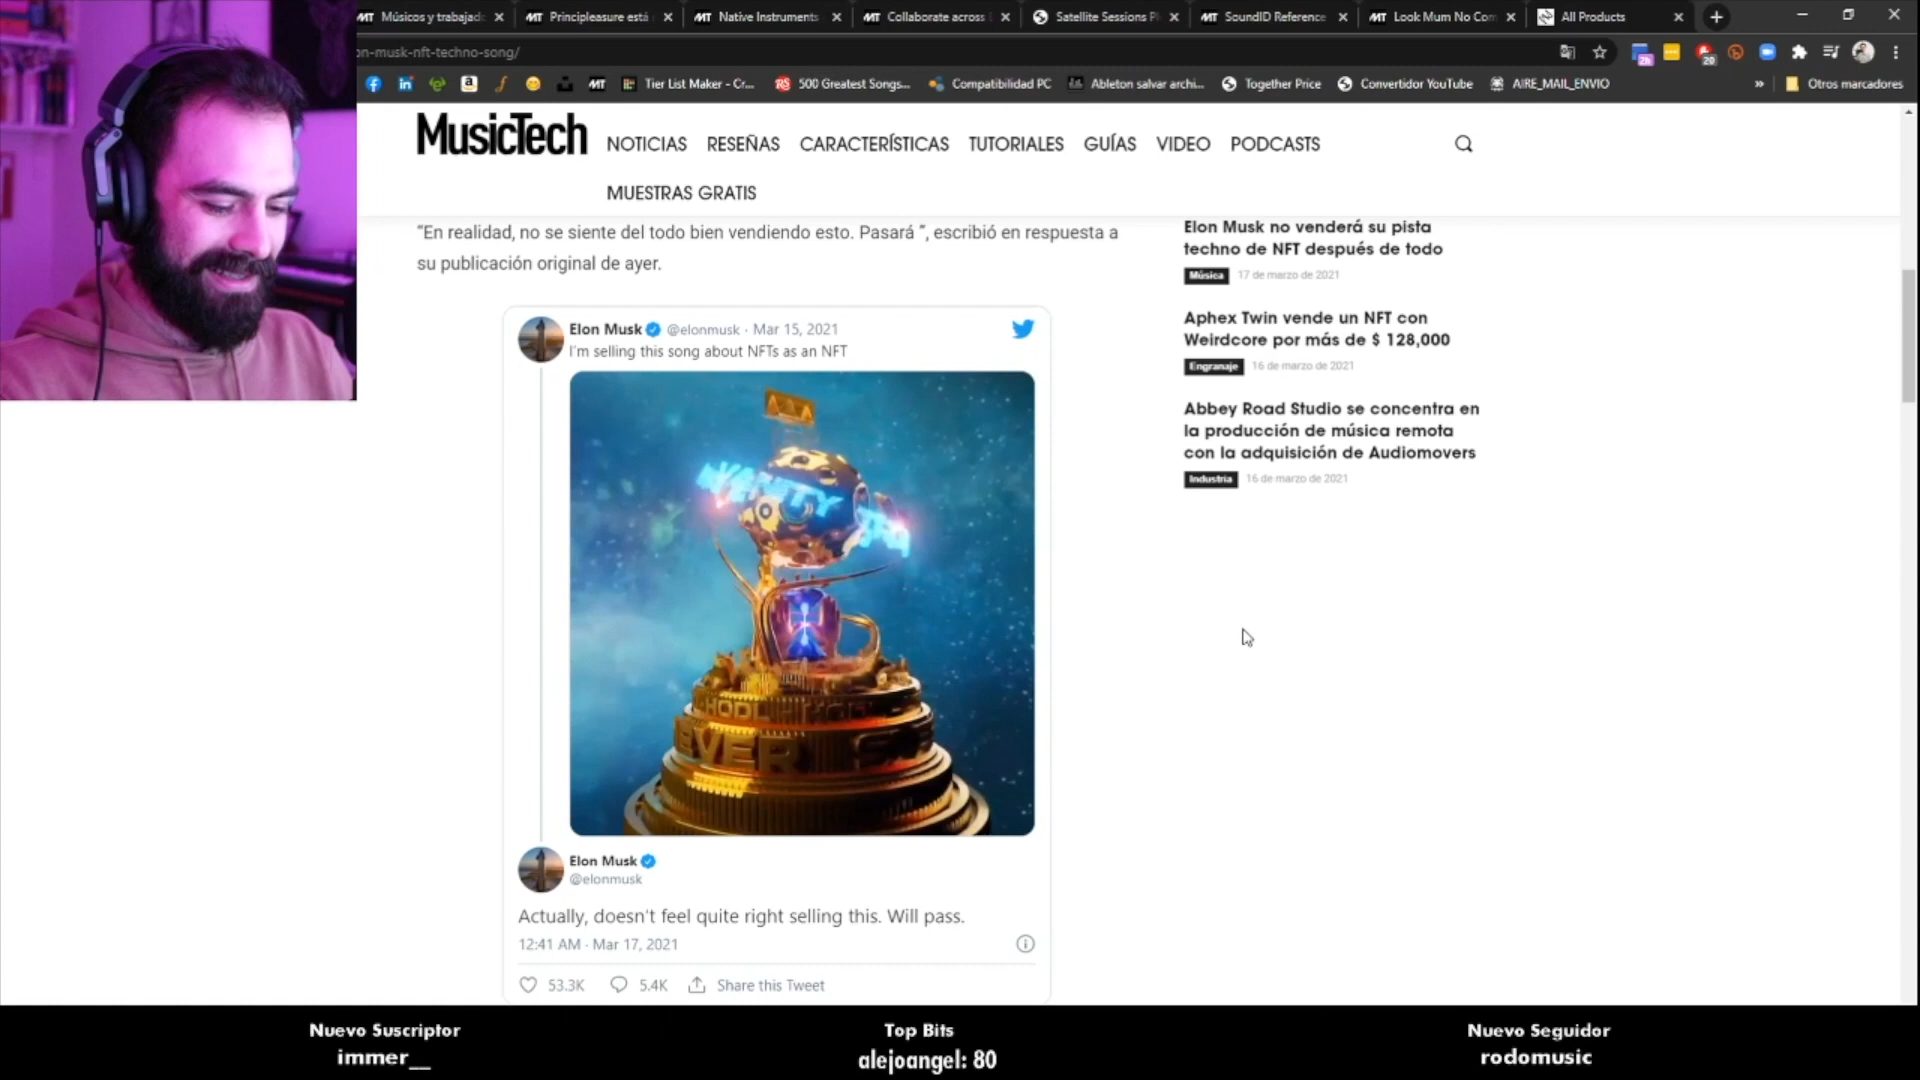 Músicos y trabajad
Principleasure está
Native Instruments
Collaborate across
Satellite Sessions P
SoundID Reference
Look Mum No Com
All Products
on-musk-nft-techno-song/
20
Tier List Maker - Cr...
500 Greatest Songs...
Compatibilidad PC
Ableton salvar archi...
Together Price
Convertidor YouTube
AIRE_MAIL_ENVIO
»
Otros marcadores
MusicTech
NOTICIAS
RESEÑAS
CARACTERÍSTICAS
TUTORIALES
GUÍAS
VIDEO
PODCASTS
MUESTRAS GRATIS
“En realidad, no se siente del todo bien vendiendo esto. Pasará ”, escribió en respuesta a
su publicación original de ayer.
Elon Musk @elonmusk · Mar 15, 2021
I'm selling this song about NFTs as an NFT
HODL
EVER
Elon Musk
@elonmusk
Actually, doesn't feel quite right selling this. Will pass.
12:41 AM · Mar 17, 2021
53.3K
5.4K
Share this Tweet
Elon Musk no venderá su pista
techno de NFT después de todo
Música 17 de marzo de 2021
Aphex Twin vende un NFT con
Weirdcore por más de $ 128,000
Engranaje 16 de marzo de 2021
Abbey Road Studio se concentra en
la producción de música remota
con la adquisición de Audiomovers
Industria 16 de marzo de 2021
Nuevo Suscriptor
immer__
Top Bits
alejoangel: 80
Nuevo Seguidor
rodomusic